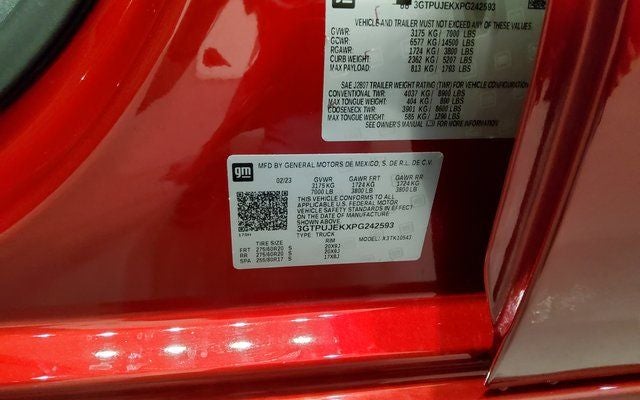 gm
3GTPUJEKXPG242593
VEHICLE AND TRAILER MUST NOT EXCEED ANY OF THESE VALUES.
GVWR: 3175 KG / 7000 LBS
GCWR: 6577 KG / 14500 LBS
RGAWR: 1724 KG / 3800 LBS
CURB WEIGHT: 2362 KG / 5207 LBS
MAX PAYLOAD: 813 KG / 1793 LBS
SAE J2807 TRAILER WEIGHT RATING (TWR) FOR VEHICLE CONFIGURATION
CONVENTIONAL TWR: 4037 KG / 8900 LBS
MAX TONGUE WEIGHT: 404 KG / 890 LBS
GOOSENECK TWR: 3901 KG / 8600 LBS
MAX TONGUE WEIGHT: 585 KG / 1290 LBS
SEE OWNER'S MANUAL FOR MORE INFORMATION
gm MFD BY GENERAL MOTORS DE MEXICO, S. DE R.L. DE C.V.
02/23 GVWR GAWR FRT GAWR RR
3175 KG 1724 KG 1724 KG
7000 LB 3800 LB 3800 LB
THIS VEHICLE CONFORMS TO ALL
APPLICABLE U.S. FEDERAL MOTOR
VEHICLE SAFETY STANDARDS IN EFFECT
ON THE DATE OF MANUFACTURE
SHOWN ABOVE.
3GTPUJEKXPG242593
TYPE: TRUCK MODEL: X3TK10543
TIRE SIZE RIM
FRT 275/60R20 S 20X9J
RR 275/60R20 S 20X9J
SPA 255/80R17 S 17X8J